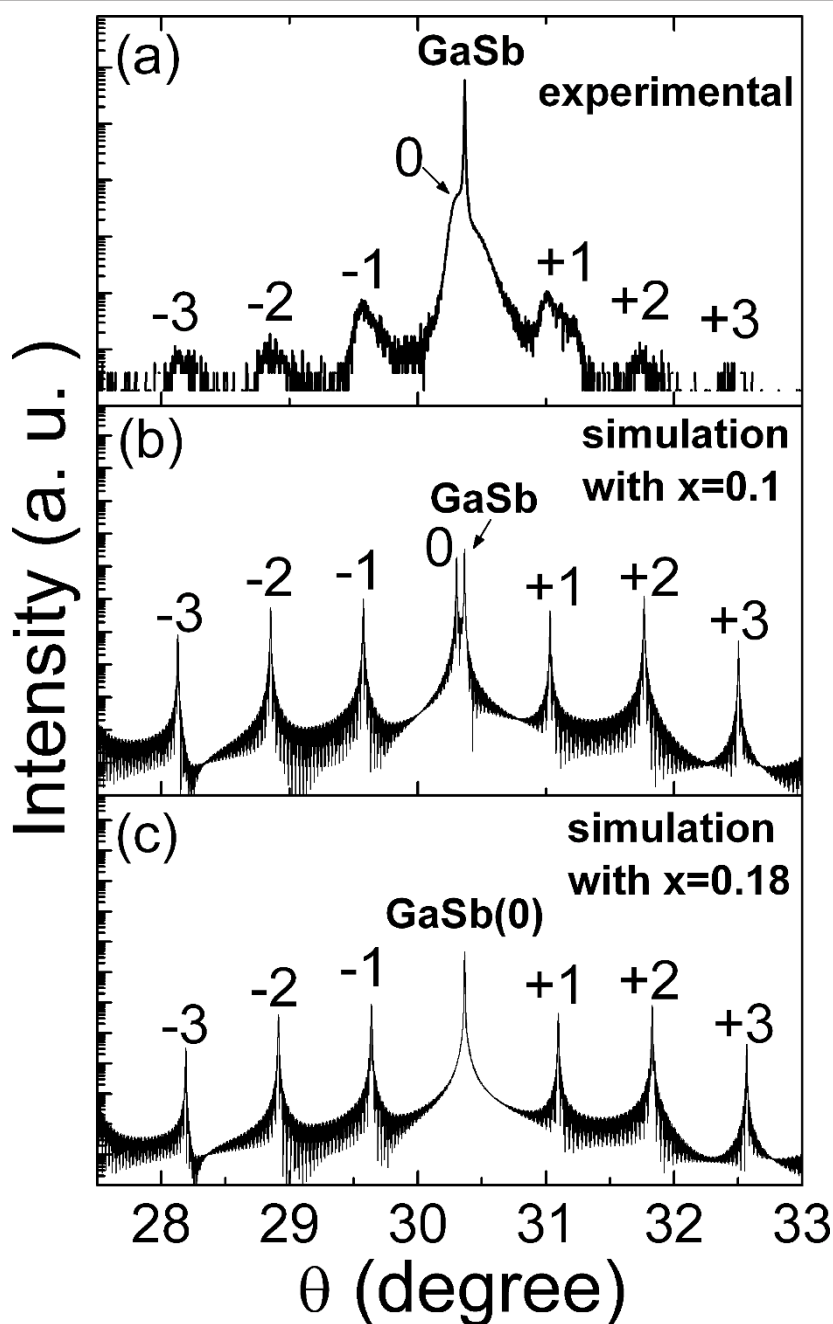 (a)
GaSb
experimental
0
-3
-2
-1
+1
+2
+3
(b)
simulation
with x=0.1
GaSb
0
-3
-2
-1
+1
+2
+3
(c)
simulation
with x=0.18
GaSb(0)
-3
-2
-1
+1
+2
+3
Intensity (a. u.)
28 29 30 31 32 33
θ (degree)